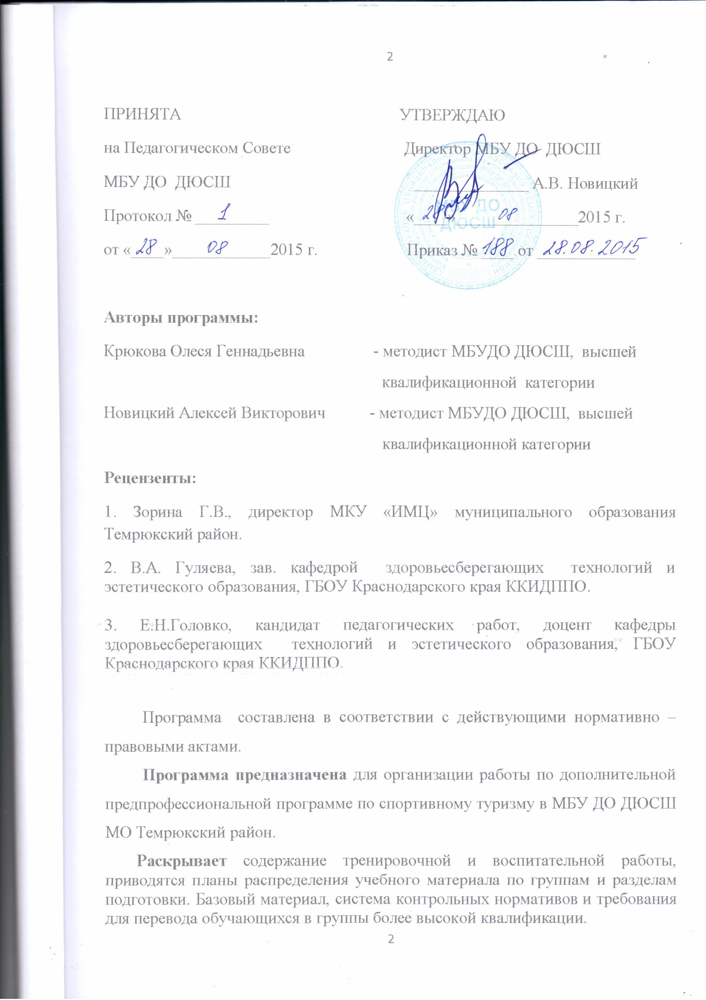 2
ПРИНЯТА УТВЕРЖДАЮ
на Педагогическом Совете Директор МБУ ДО ДЮСШ
МБУ ДО ДЮСШ А.В. Новицкий
Протокол № 1 «28» 08 2015 г.
от «28» 08 2015 г. Приказ № 188 от 28.08.2015
МБУ ДО
ДЮСШ
Авторы программы:
Крюкова Олеся Геннадьевна - методист МБУДО ДЮСШ, высшей
квалификационной категории
Новицкий Алексей Викторович - методист МБУДО ДЮСШ, высшей
квалификационной категории
Рецензенты:
1. Зорина Г.В., директор МКУ «ИМЦ» муниципального образования
Темрюкский район.
2. В.А. Гуляева, зав. кафедрой здоровьесберегающих технологий и
эстетического образования, ГБОУ Краснодарского края ККИДППО.
3. Е.Н.Головко, кандидат педагогических работ, доцент кафедры
здоровьесберегающих технологий и эстетического образования, ГБОУ
Краснодарского края ККИДППО.
Программа составлена в соответствии с действующими нормативно –
правовыми актами.
Программа предназначена для организации работы по дополнительной
предпрофессиональной программе по спортивному туризму в МБУ ДО ДЮСШ
МО Темрюкский район.
Раскрывает содержание тренировочной и воспитательной работы,
приводятся планы распределения учебного материала по группам и разделам
подготовки. Базовый материал, система контрольных нормативов и требования
для перевода обучающихся в группы более высокой квалификации.
2